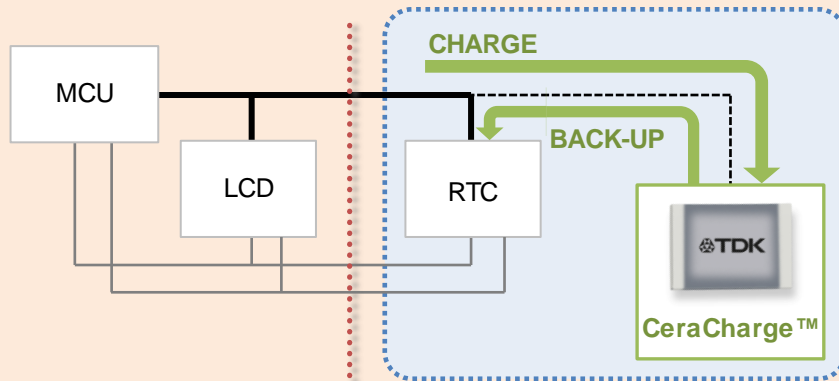 CHARGE
MCU
BACK-UP
LCD
RTC
TDK
CeraCharge™